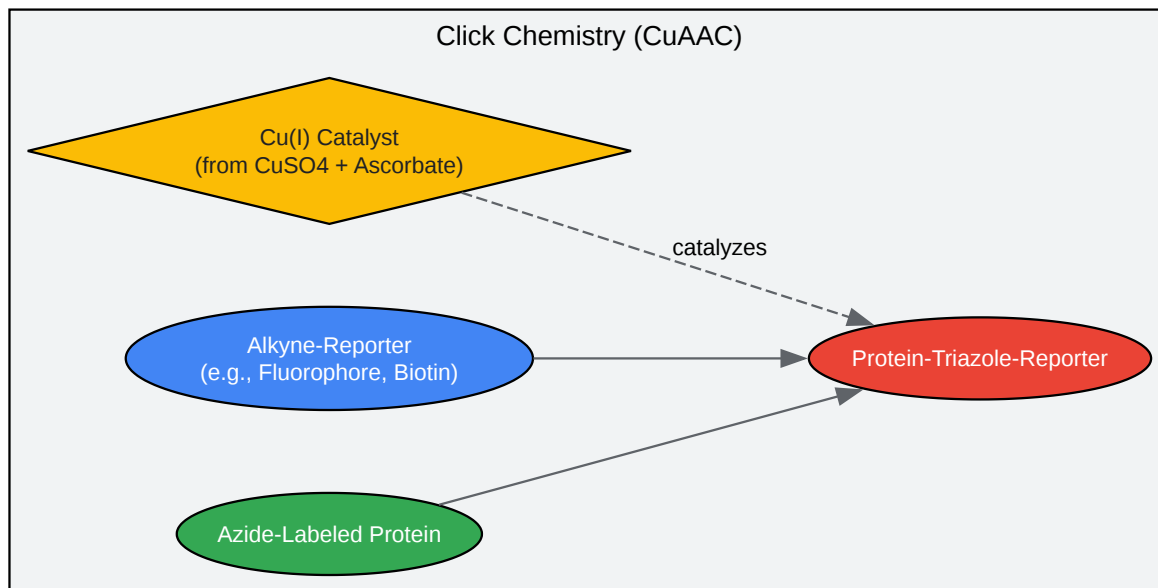 Click Chemistry (CuAAC)
Cu(I) Catalyst
(from CuSO4 + Ascorbate)
catalyzes
Alkyne-Reporter
(e.g., Fluorophore, Biotin)
Protein-Triazole-Reporter
Azide-Labeled Protein